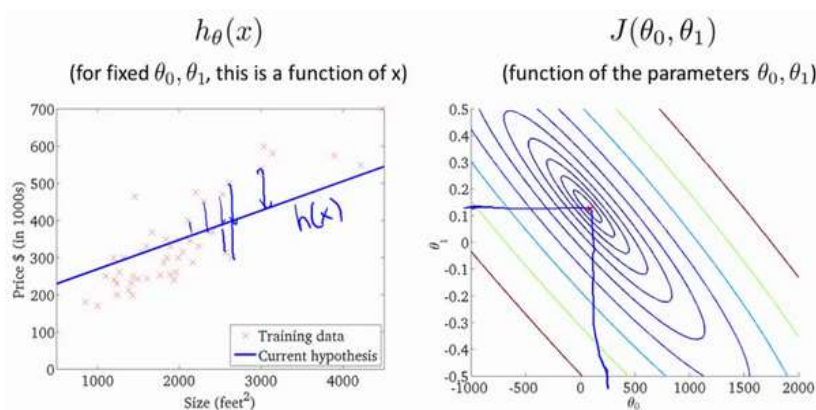 h_θ(x)
(for fixed θ₀, θ₁, this is a function of x)
700
600
500
400
300
200
100
0
Price $ (in 1000s)
h(x)
Training data
Current hypothesis
1000 2000 3000 4000
Size (feet²)
J(θ₀, θ₁)
(function of the parameters θ₀, θ₁)
0.5
0.4
0.3
0.2
0.1
0
-0.1
-0.2
-0.3
-0.4
-0.5
θ₁
-1000 -500 0 500 1000 1500 2000
θ₀